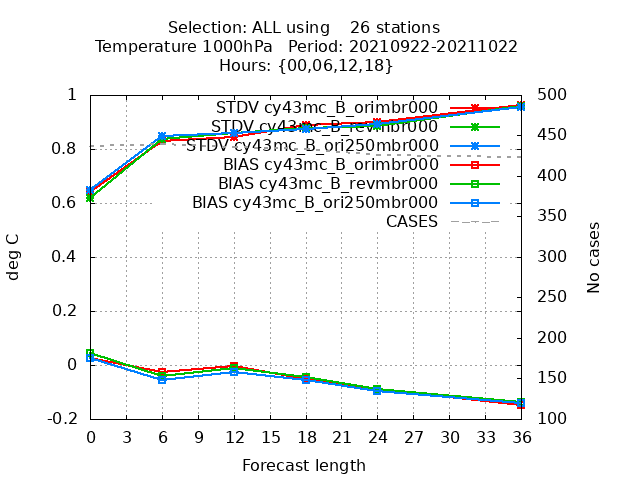 Selection: ALL using    26 stations
Temperature 1000hPa   Period: 20210922-20211022
Hours: {00,06,12,18}
1
0.8
0.6
0.4
0.2
0
-0.2
deg C
STDV cy43mc_B_orimbr000
STDV cy43mc_B_revmbr000
STDV cy43mc_B_ori250mbr000
BIAS cy43mc_B_orimbr000
BIAS cy43mc_B_revmbr000
BIAS cy43mc_B_ori250mbr000
CASES
500
450
400
350
300
250
200
150
100
No cases
0 3 6 9 12 15 18 21 24 27 30 33 36
Forecast length